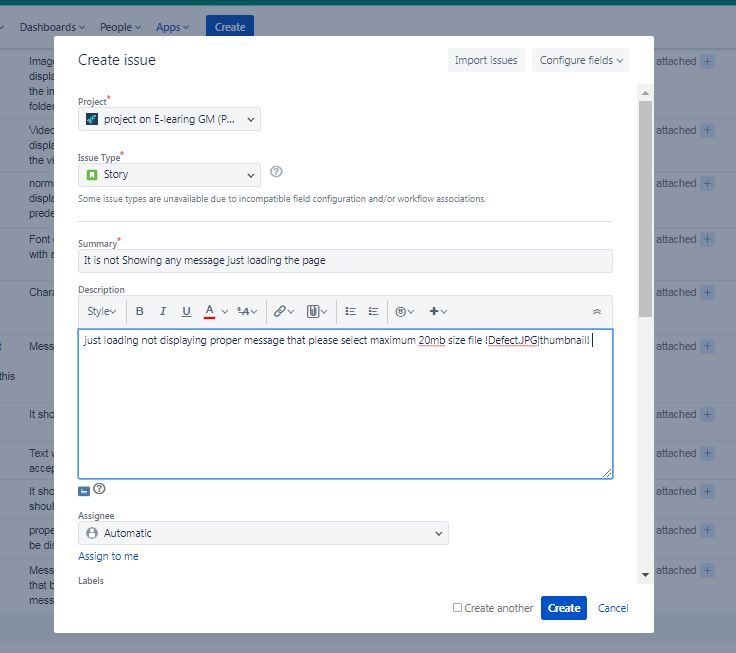 Dashboards People Apps Create
Create issue
Import issues Configure fields
Project*
project on E-learing GM (P...
Issue Type*
Story
Some issue types are unavailable due to incompatible field configuration and/or workflow associations.
Summary*
It is not Showing any message just loading the page
Description
Style B I U A
just loading not displaying proper message that please select maximum 20mb size file !Defect.JPG|thumbnail!
Assignee
Automatic
Assign to me
Labels
Create another Create Cancel
Imag
displa
the in
folder
Video
displa
the vi
norm
displa
prede
Font
with a
Chara
Mess
this
It sho
Text v
accep
It sho
shoul
prope
be dis
Mess
that b
mess
attached
attached
attached
attached
attached
attached
attached
attached
attached
attached
attached